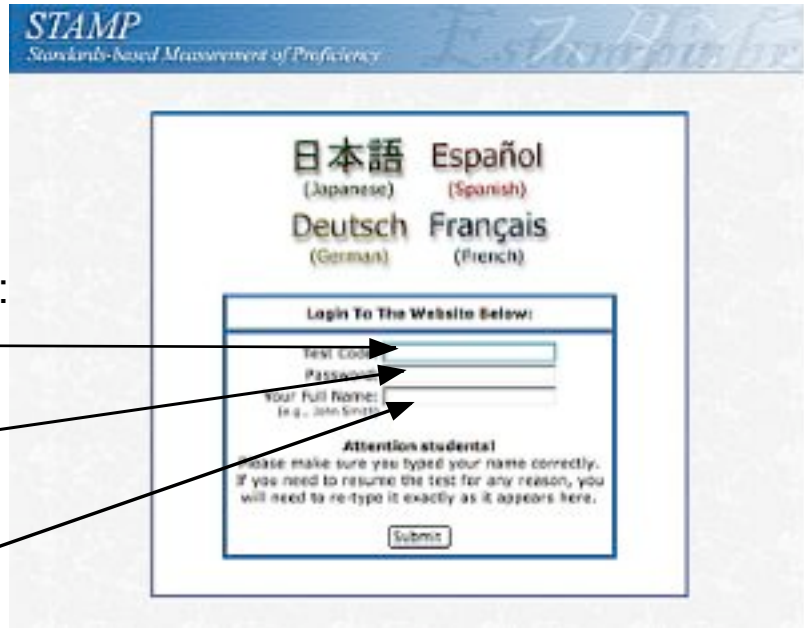 STAMP
Standards-based Measurement of Proficiency
日本語 Español
(Japanese) (Spanish)
Deutsch Français
(German) (French)
:
Login To The Website Below:
Test Code
Password:
Your Full Name:
(e.g., John Smith)
Attention students!
Please make sure you typed your name correctly.
If you need to resume the test for any reason, you
will need to re-type it exactly as it appears here.
Submit